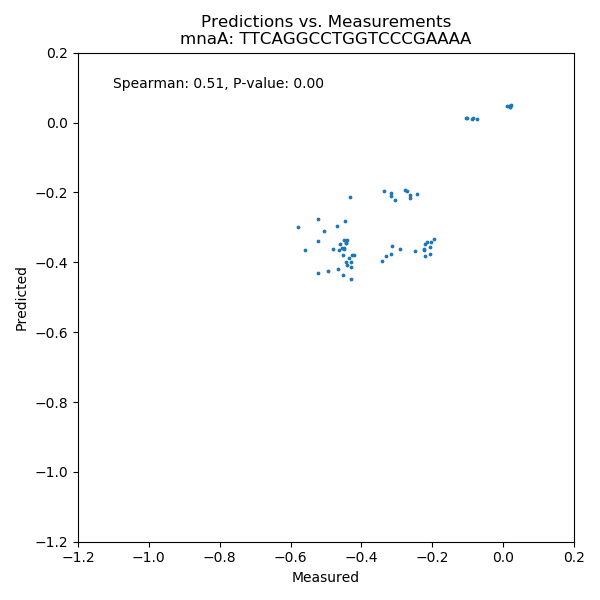 Predictions vs. Measurements
mnaA: TTCAGGCCTGGTCCCGAAAA
Spearman: 0.51, P-value: 0.00
0.2
0.0
−0.2
−0.4
−0.6
−0.8
−1.0
−1.2
Predicted
−1.2 −1.0 −0.8 −0.6 −0.4 −0.2 0.0 0.2
Measured